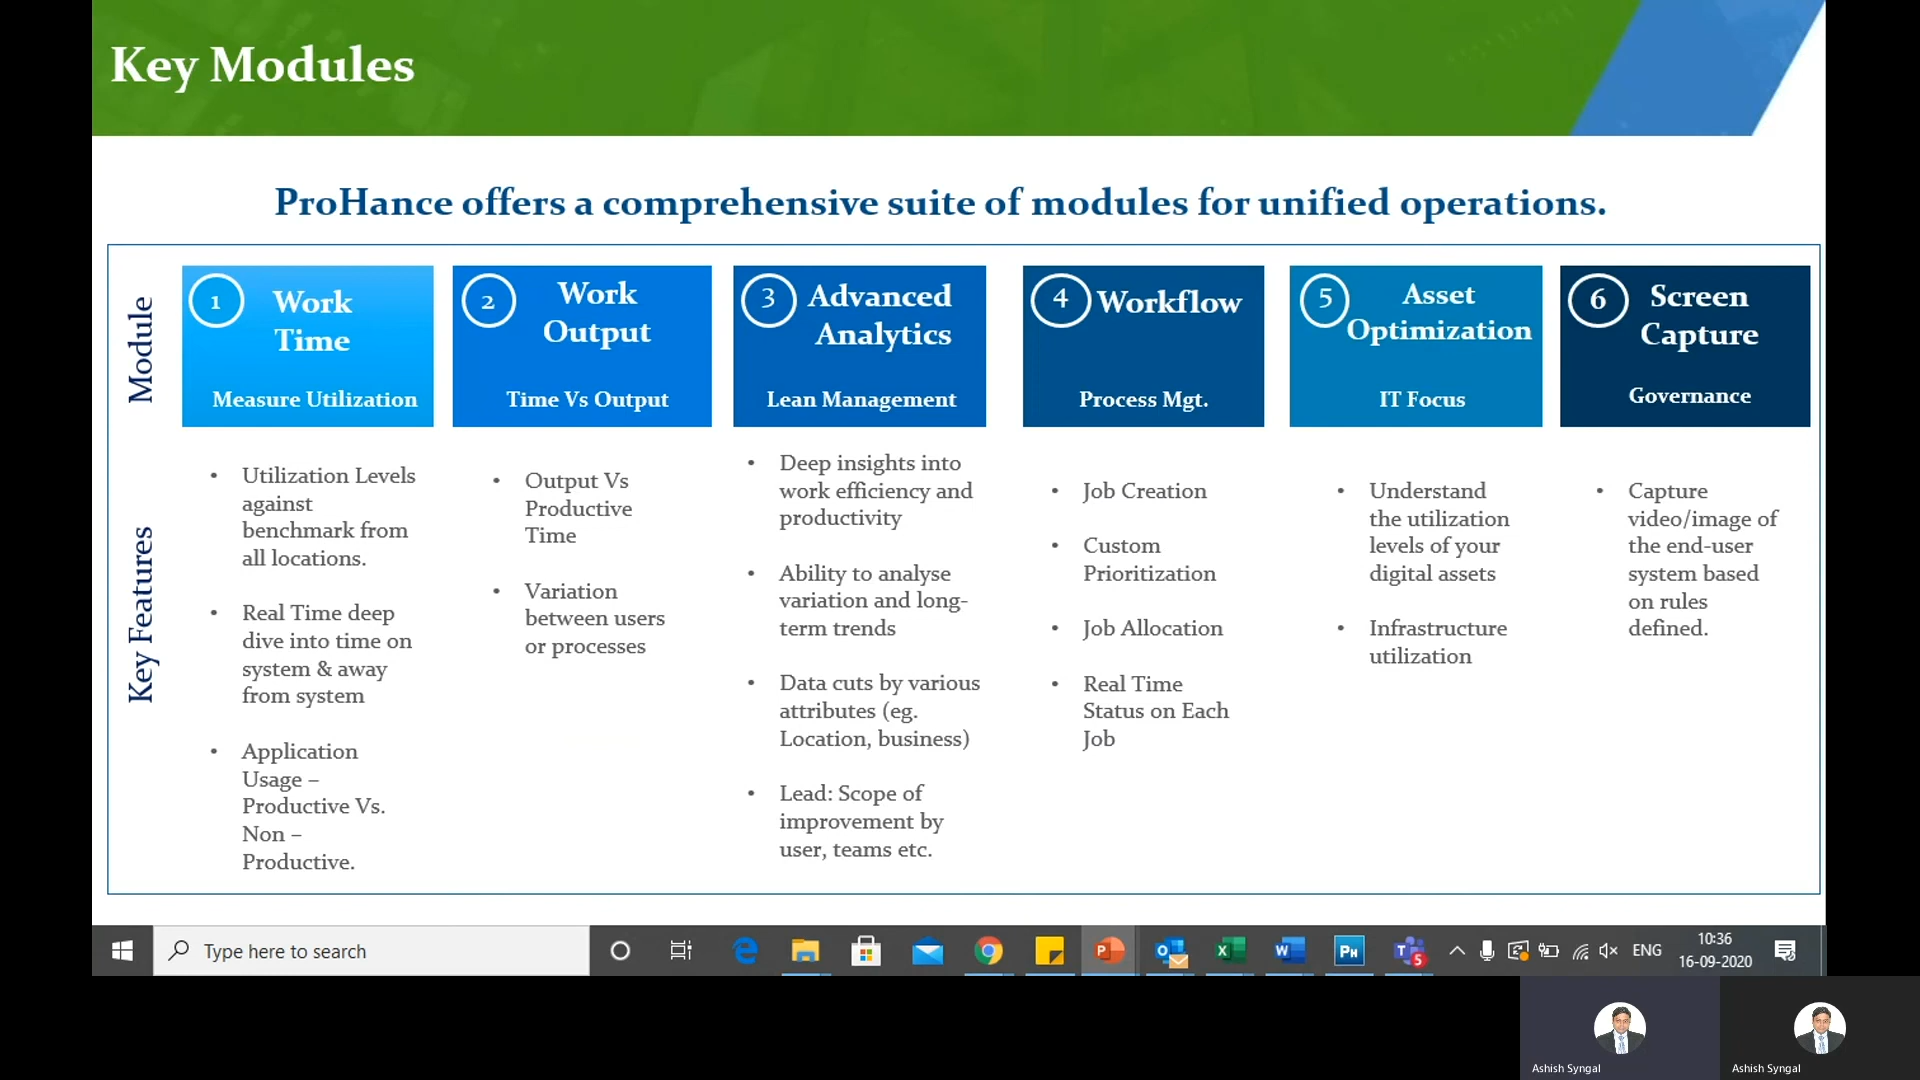 Key Modules
ProHance offers a comprehensive suite of modules for unified operations.
Module
1
Work
Time
Measure Utilization
2
Work
Output
Time Vs Output
3
Advanced
Analytics
Lean Management
4
Workflow
Process Mgt.
5
Asset
Optimization
IT Focus
6
Screen
Capture
Governance
Key Features
• Utilization Levels
against
benchmark from
all locations.
• Real Time deep
dive into time on
system & away
from system
• Application
Usage –
Productive Vs.
Non –
Productive.
• Output Vs
Productive
Time
• Variation
between users
or processes
• Deep insights into
work efficiency and
productivity
• Ability to analyse
variation and long-
term trends
• Data cuts by various
attributes (eg.
Location, business)
• Lead: Scope of
improvement by
user, teams etc.
• Job Creation
• Custom
Prioritization
• Job Allocation
• Real Time
Status on Each
Job
• Understand
the utilization
levels of your
digital assets
• Infrastructure
utilization
• Capture
video/image of
the end-user
system based
on rules
defined.
Type here to search
ENG
10:36
16-09-2020
Ashish Syngal
Ashish Syngal